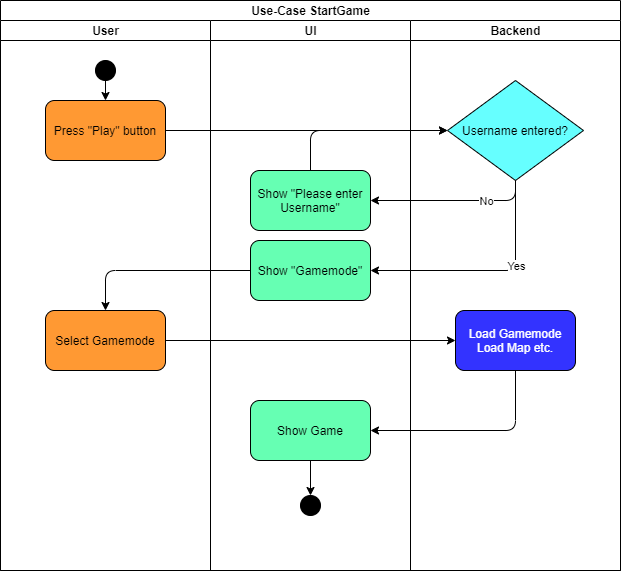 Use-Case StartGame
User
UI
Backend
Press "Play" button
Username entered?
Show "Please enter
Username"
No
Show "Gamemode"
Yes
Select Gamemode
Load Gamemode
Load Map etc.
Show Game